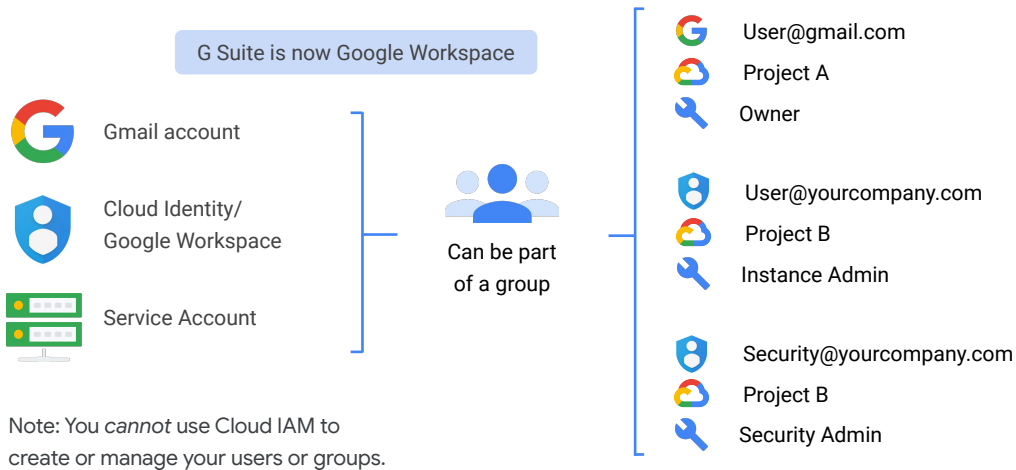 G Suite is now Google Workspace
Gmail account
Cloud Identity/
Google Workspace
Service Account
Note: You cannot use Cloud IAM to
create or manage your users or groups.
Can be part
of a group
User@gmail.com
Project A
Owner
User@yourcompany.com
Project B
Instance Admin
Security@yourcompany.com
Project B
Security Admin